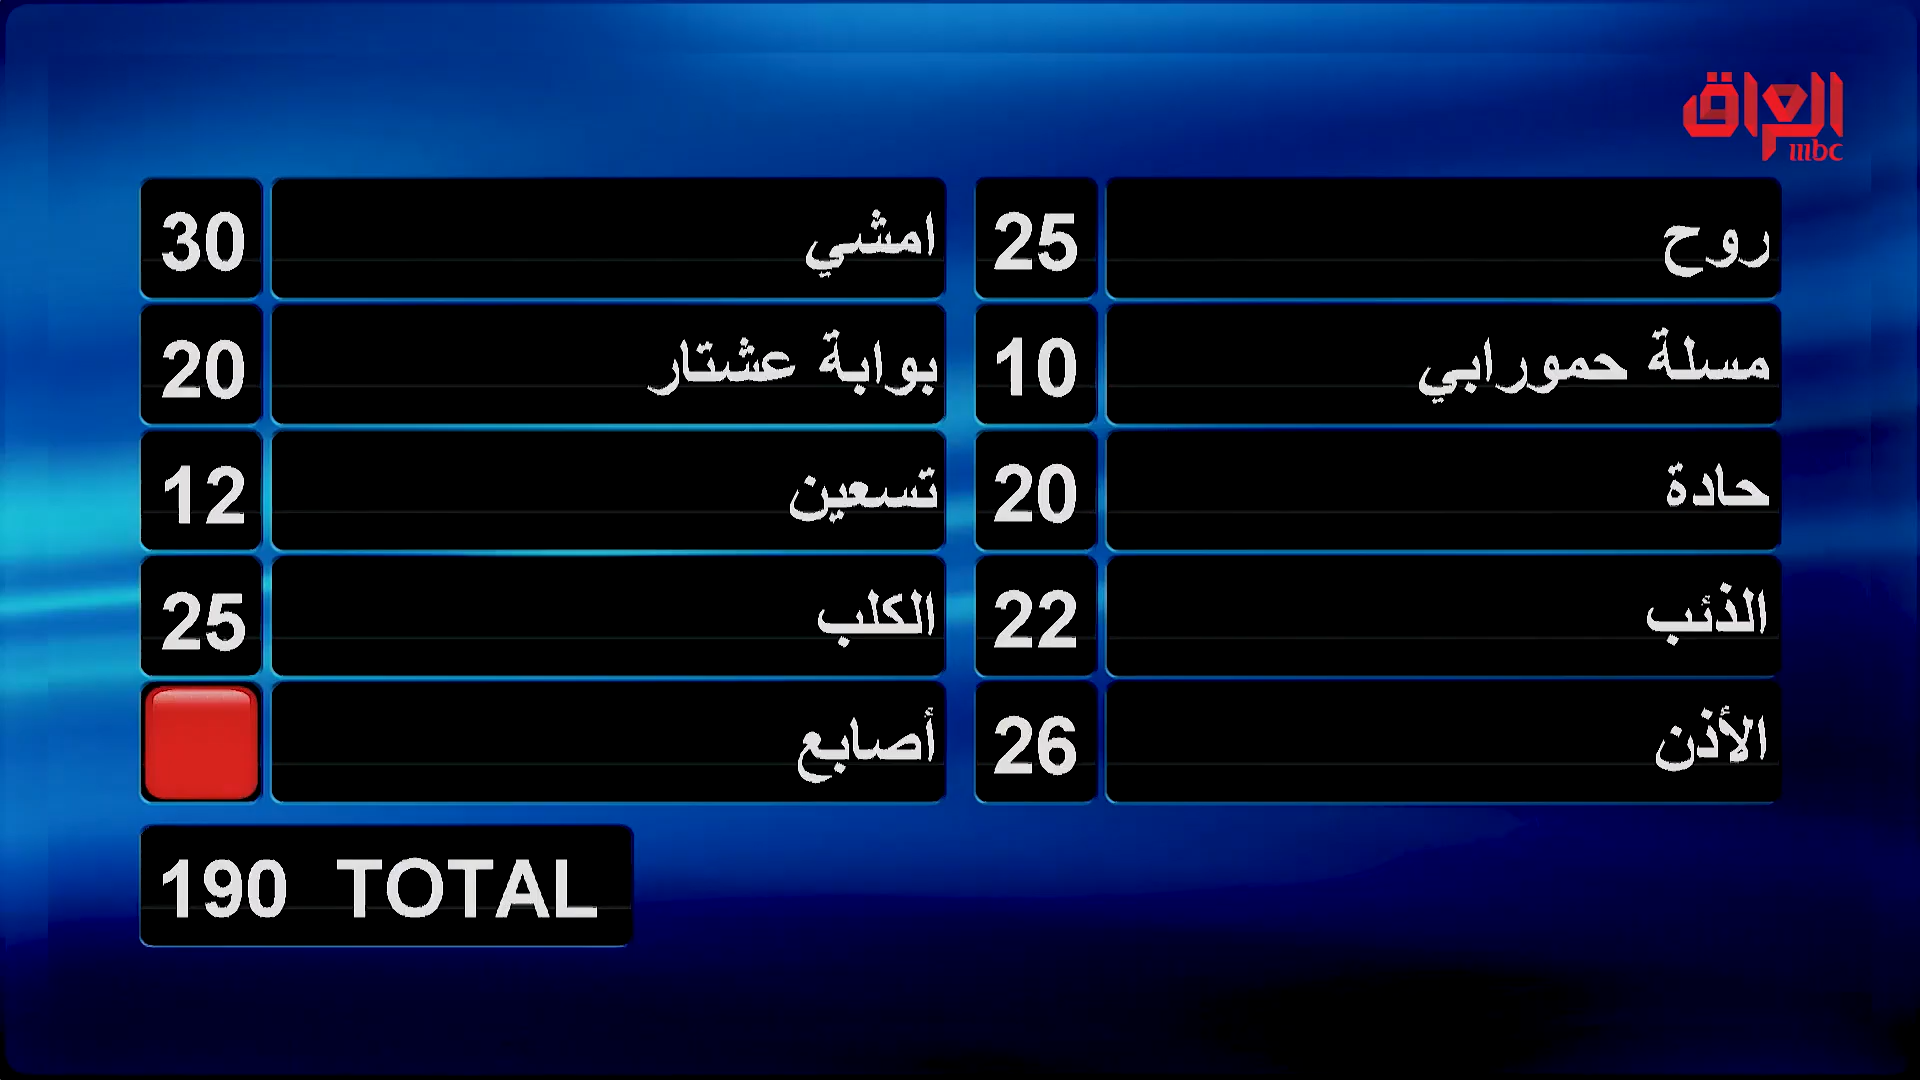 العراق
mbc
روح 25
امشي 30
مسلة حمورابي 10
بوابة عشتار 20
حادة 20
تسعين 12
الذئب 22
الكلب 25
الأذن 26
أصابع
190 TOTAL